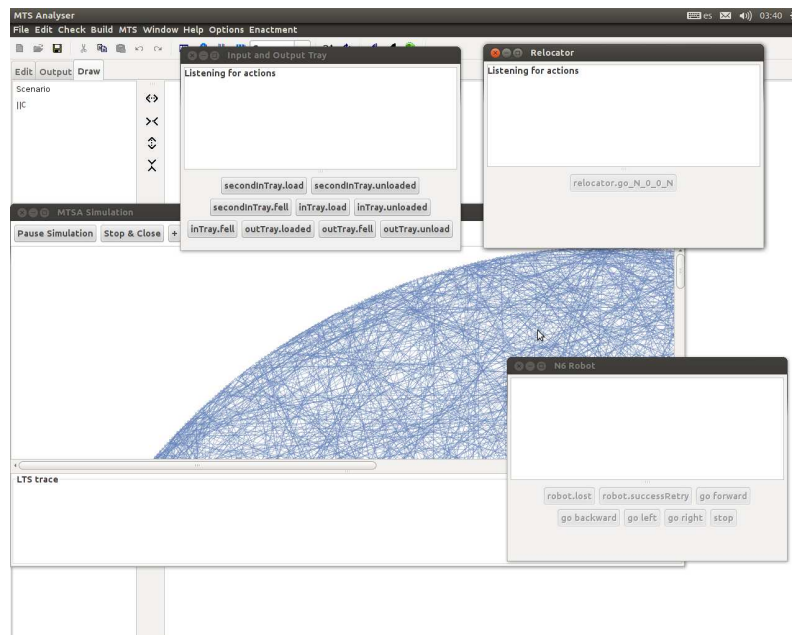 MTS Analyser
es
03:40
File Edit Check Build MTS Window Help Options Enactment
Edit Output Draw
Scenario
||C
Input and Output Tray
Listening for actions
secondInTray.load secondInTray.unloaded
secondInTray.fell inTray.load inTray.unloaded
inTray.fell outTray.loaded outTray.fell outTray.unload
Relocator
Listening for actions
relocator.go_N_0_0_N
MTSA Simulation
Pause Simulation Stop & Close +
LTS trace
N6 Robot
robot.lost robot.successRetry go forward
go backward go left go right stop